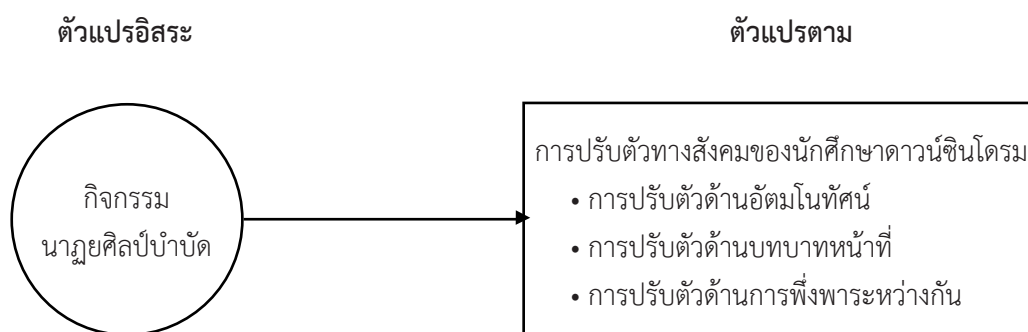 ตัวแปรอิสระ
ตัวแปรตาม
กิจกรรม
นาฏยศิลป์บำบัด
การปรับตัวทางสังคมของนักศึกษาดาวน์ซินโดรม
• การปรับตัวด้านอัตมโนทัศน์
• การปรับตัวด้านบทบาทหน้าที่
• การปรับตัวด้านการพึ่งพาระหว่างกัน